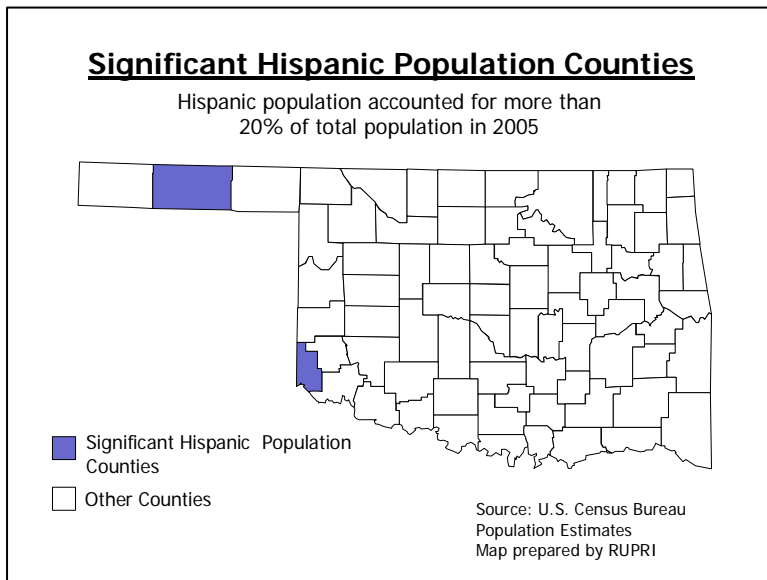 Significant Hispanic Population Counties
Hispanic population accounted for more than
20% of total population in 2005
Significant Hispanic Population
Counties
Other Counties
Source: U.S. Census Bureau
Population Estimates
Map prepared by RUPRI